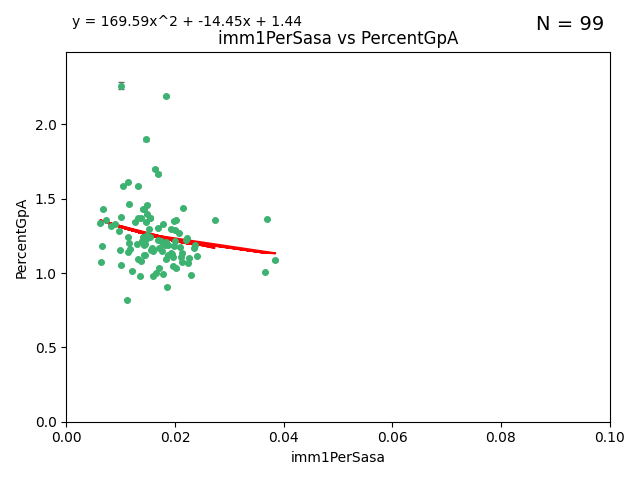 y = 169.59x^2 + -14.45x + 1.44
N = 99
imm1PerSasa vs PercentGpA
PercentGpA
2.0
1.5
1.0
0.5
0.0
0.00 0.02 0.04 0.06 0.08 0.10
imm1PerSasa